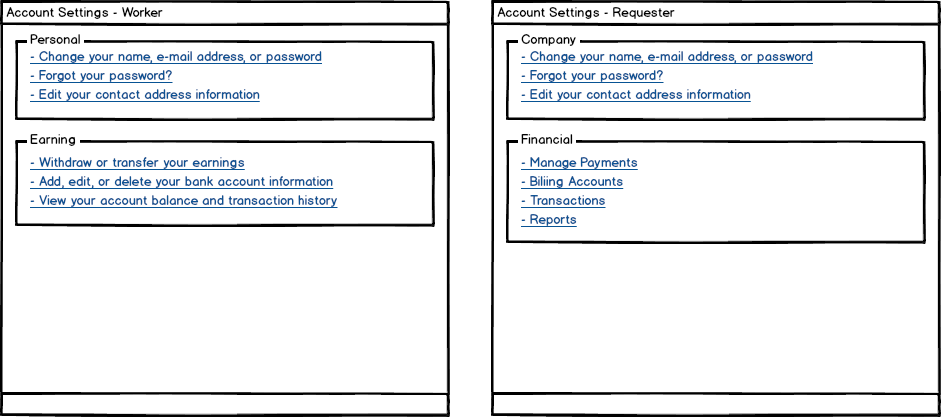 Account Settings - Worker
Personal
- Change your name, e-mail address, or password
- Forgot your password?
- Edit your contact address information
Earning
- Withdraw or transfer your earnings
- Add, edit, or delete your bank account information
- View your account balance and transaction history
Account Settings - Requester
Company
- Change your name, e-mail address, or password
- Forgot your password?
- Edit your contact address information
Financial
- Manage Payments
- Biliing Accounts
- Transactions
- Reports